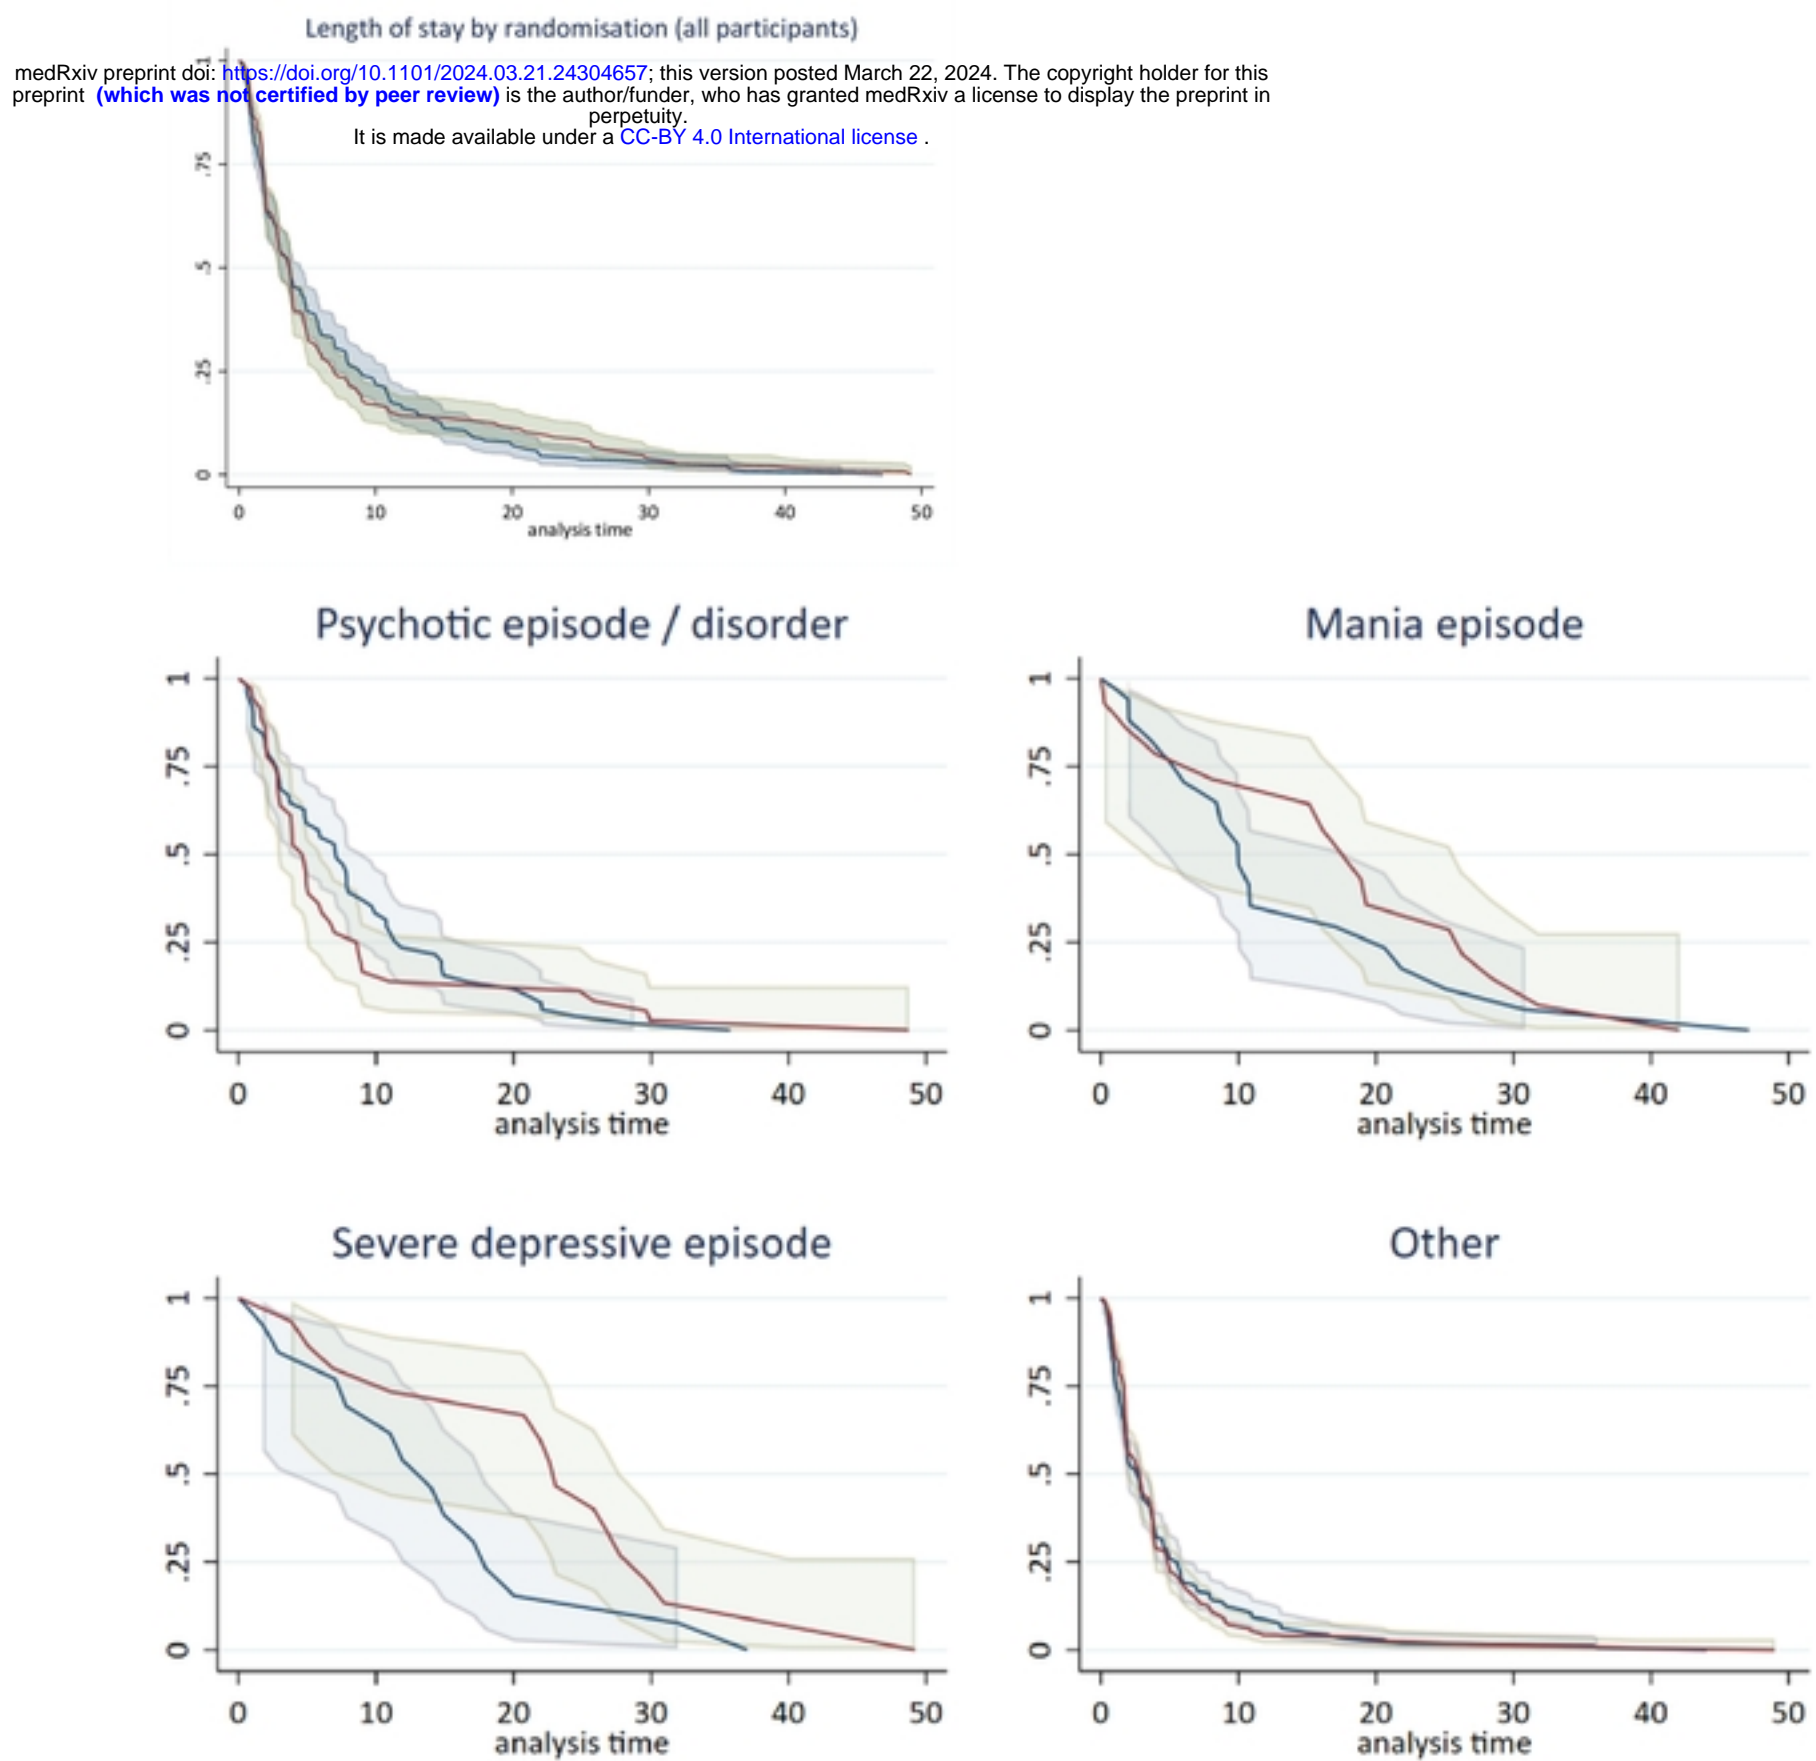 Length of stay by randomisation (all participants)
medRxiv preprint doi: https://doi.org/10.1101/2024.03.21.24304657; this version posted March 22, 2024. The copyright holder for this
preprint (which was not certified by peer review) is the author/funder, who has granted medRxiv a license to display the preprint in
perpetuity.
It is made available under a CC-BY 4.0 International license .
1
.75
.5
.25
0
0 10 20 30 40 50
analysis time
Psychotic episode / disorder
1
.75
.5
.25
0
0 10 20 30 40 50
analysis time
Mania episode
1
.75
.5
.25
0
0 10 20 30 40 50
analysis time
Severe depressive episode
1
.75
.5
.25
0
0 10 20 30 40 50
analysis time
Other
1
.75
.5
.25
0
0 10 20 30 40 50
analysis time